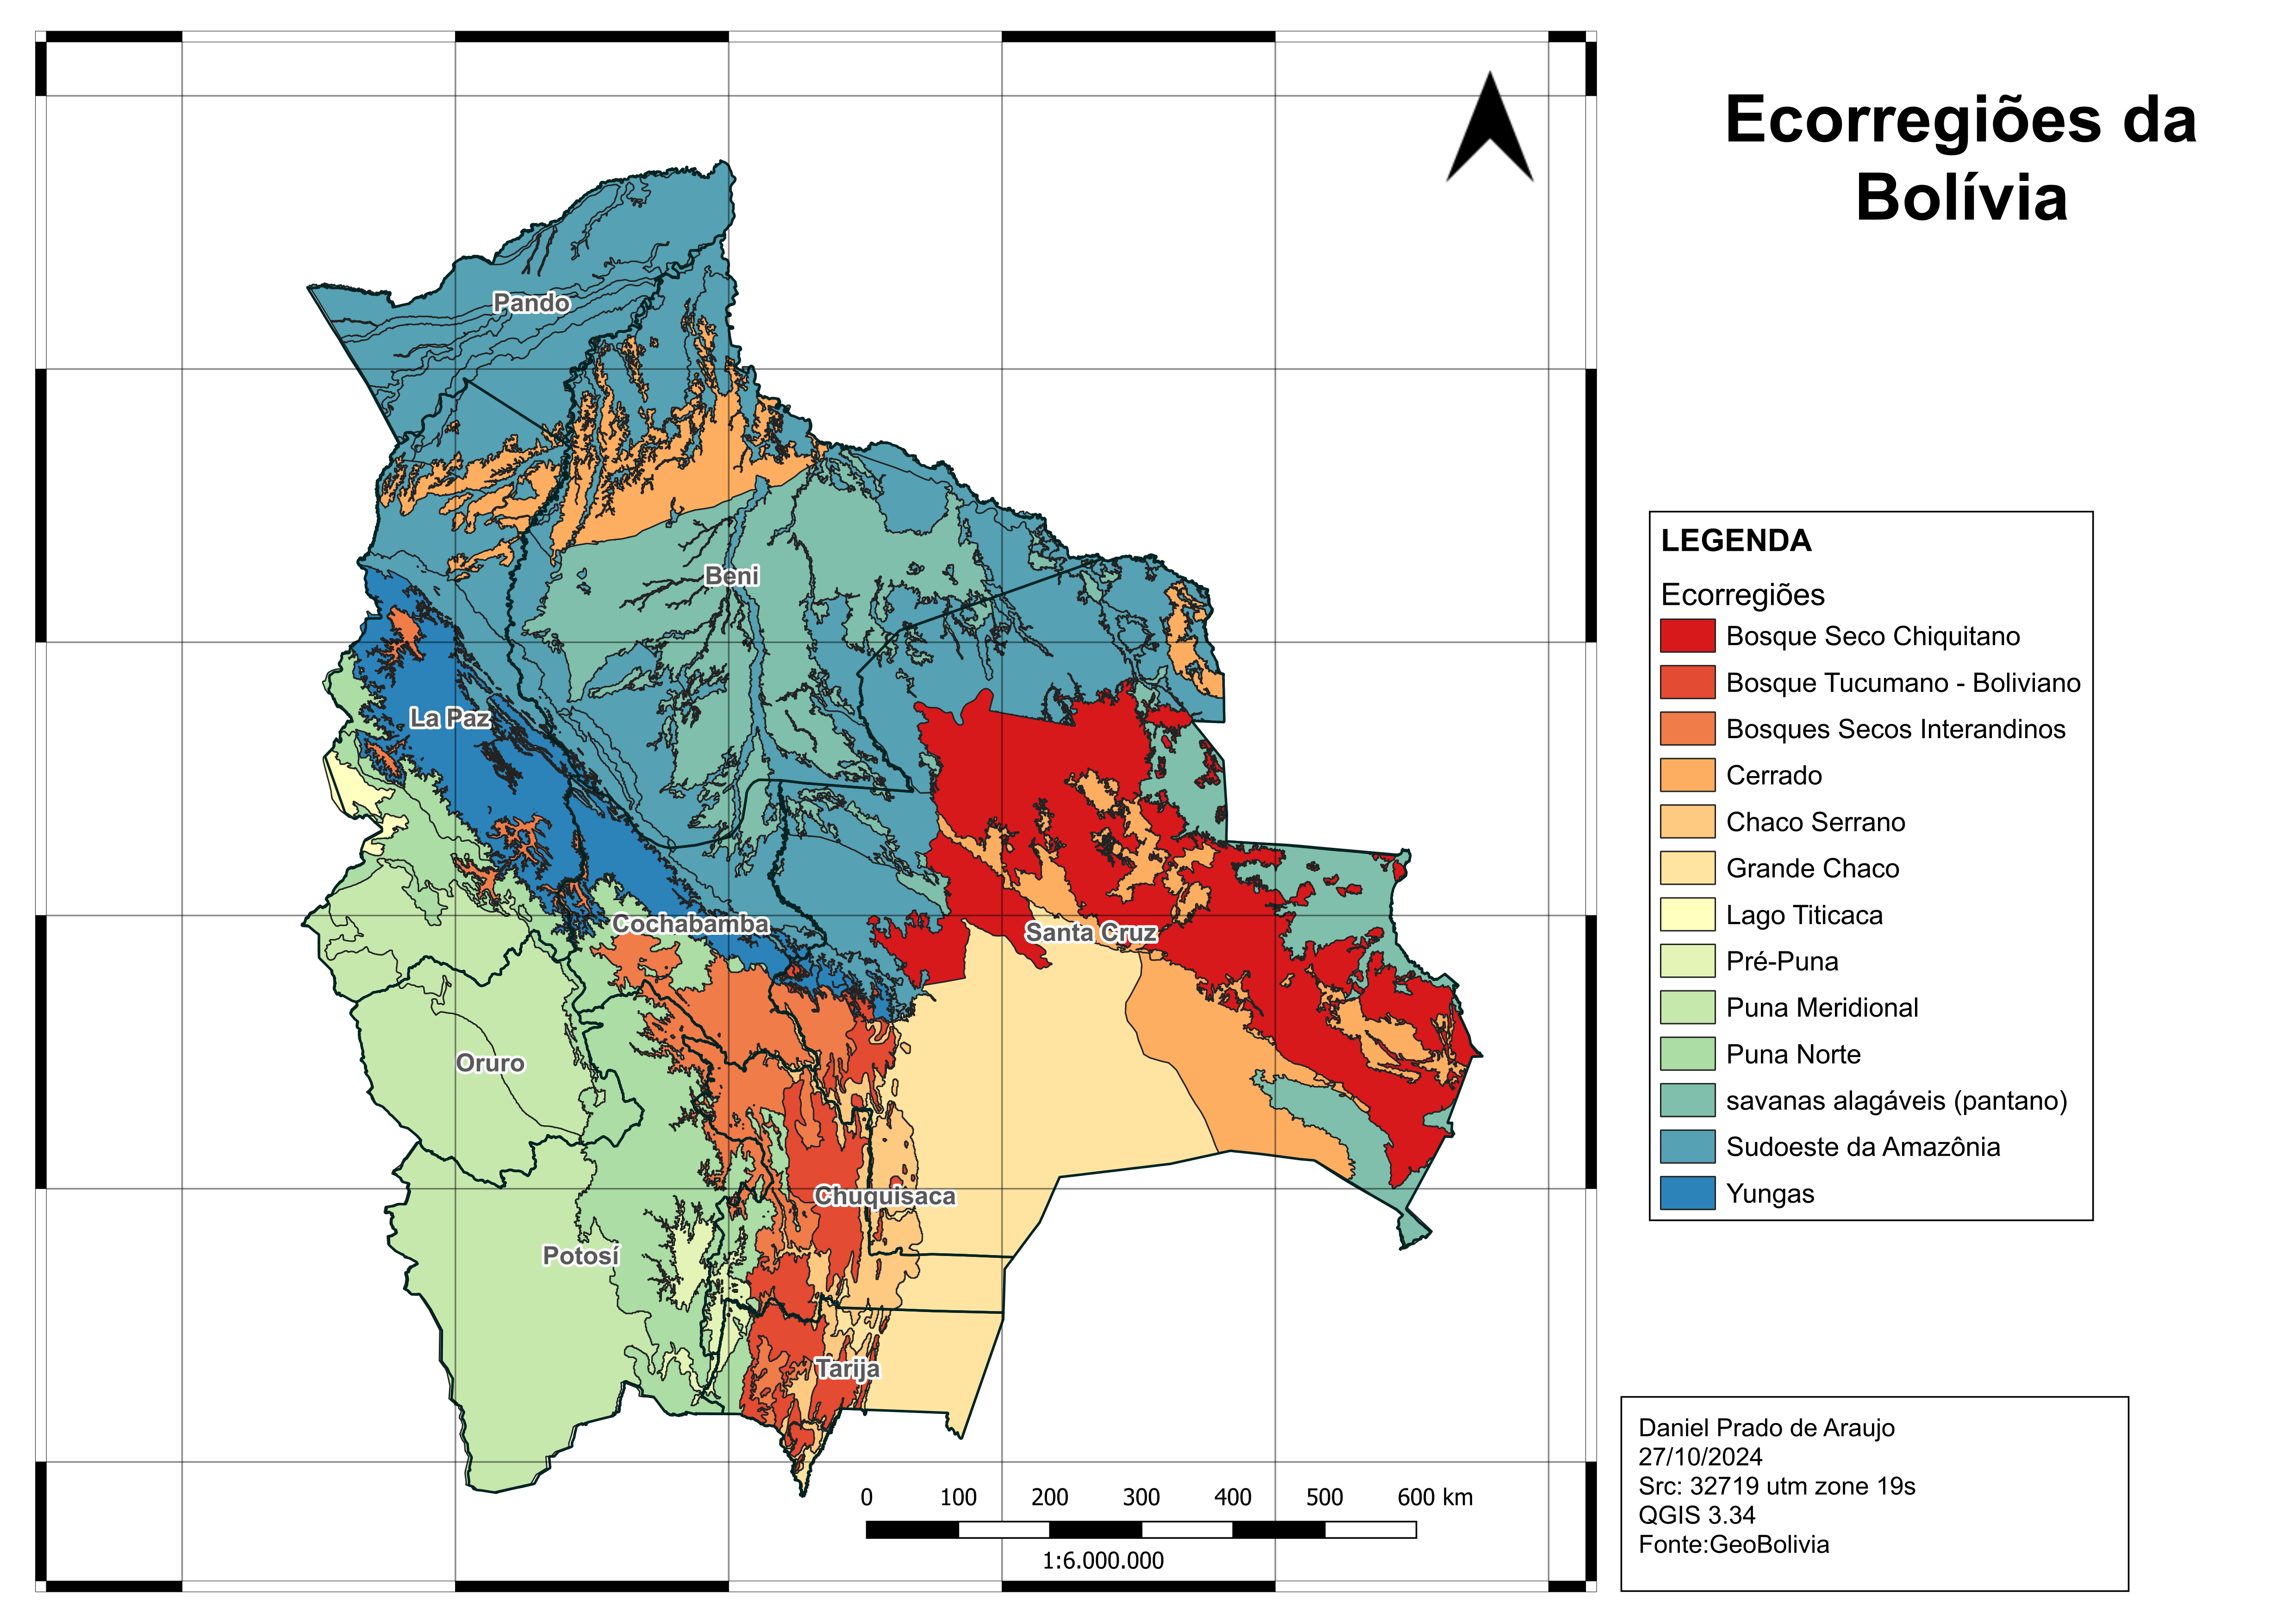 Ecorregiões da
Bolívia
Pando
Beni
La Paz
Cochabamba
Santa Cruz
Oruro
Chuquisaca
Potosí
Tarija
LEGENDA
Ecorregiões
Bosque Seco Chiquitano
Bosque Tucumano - Boliviano
Bosques Secos Interandinos
Cerrado
Chaco Serrano
Grande Chaco
Lago Titicaca
Pré-Puna
Puna Meridional
Puna Norte
savanas alagáveis (pantano)
Sudoeste da Amazônia
Yungas
0 100 200 300 400 500 600 km
1:6.000.000
Daniel Prado de Araujo
27/10/2024
Src: 32719 utm zone 19s
QGIS 3.34
Fonte:GeoBolivia